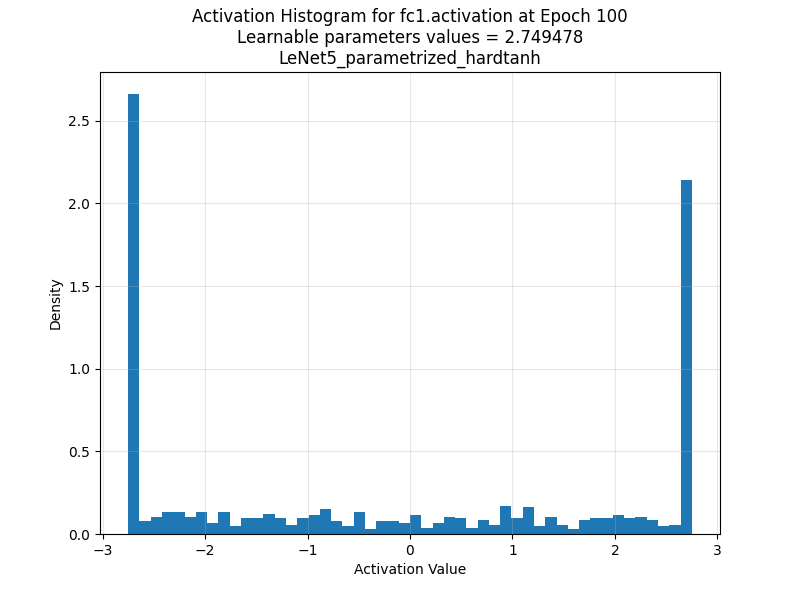 Activation Histogram for fc1.activation at Epoch 100
Learnable parameters values = 2.749478
LeNet5_parametrized_hardtanh
2.5
2.0
1.5
1.0
0.5
0.0
Density
−3
−2
−1
0
1
2
3
Activation Value